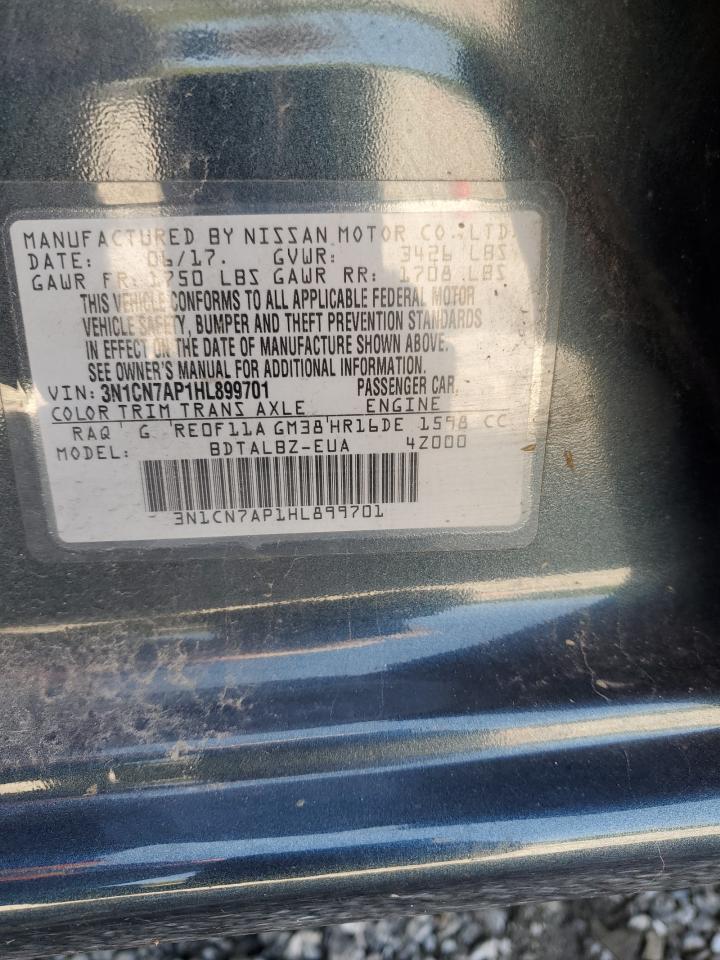 MANUFACTURED BY NISSAN MOTOR CO. LTD.
DATE: 06/17. GVWR: 3426 LBS
GAWR FR: 1750 LBS GAWR RR: 1708 LBS
THIS VEHICLE CONFORMS TO ALL APPLICABLE FEDERAL MOTOR
VEHICLE SAFETY, BUMPER AND THEFT PREVENTION STANDARDS
IN EFFECT ON THE DATE OF MANUFACTURE SHOWN ABOVE.
SEE OWNER'S MANUAL FOR ADDITIONAL INFORMATION.
VIN: 3N1CN7AP1HL899701 PASSENGER CAR.
COLOR TRIM TRANS AXLE ENGINE
RAQ G RE0F11A GM38 HR16DE 1598 CC
MODEL: BDTALBZ-EUA 4Z000
3N1CN7AP1HL899701